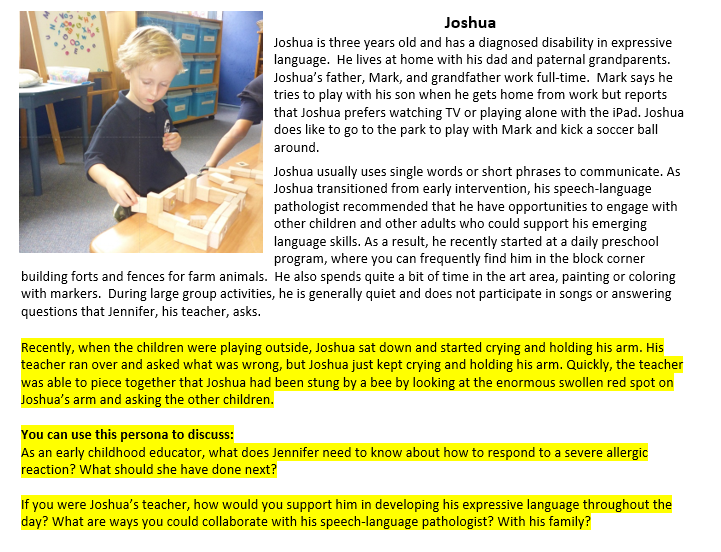 Joshua
Joshua is three years old and has a diagnosed disability in expressive
language.  He lives at home with his dad and paternal grandparents.
Joshua’s father, Mark, and grandfather work full-time.  Mark says he
tries to play with his son when he gets home from work but reports
that Joshua prefers watching TV or playing alone with the iPad. Joshua
does like to go to the park to play with Mark and kick a soccer ball
around.
Joshua usually uses single words or short phrases to communicate. As
Joshua transitioned from early intervention, his speech-language
pathologist recommended that he have opportunities to engage with
other children and other adults who could support his emerging
language skills. As a result, he recently started at a daily preschool
program, where you can frequently find him in the block corner
building forts and fences for farm animals.  He also spends quite a bit of time in the art area, painting or coloring
with markers.  During large group activities, he is generally quiet and does not participate in songs or answering
questions that Jennifer, his teacher, asks.
Recently, when the children were playing outside, Joshua sat down and started crying and holding his arm. His
teacher ran over and asked what was wrong, but Joshua just kept crying and holding his arm. Quickly, the teacher
was able to piece together that Joshua had been stung by a bee by looking at the enormous swollen red spot on
Joshua’s arm and asking the other children.
You can use this persona to discuss:
As an early childhood educator, what does Jennifer need to know about how to respond to a severe allergic
reaction? What should she have done next?
If you were Joshua’s teacher, how would you support him in developing his expressive language throughout the
day? What are ways you could collaborate with his speech-language pathologist? With his family?